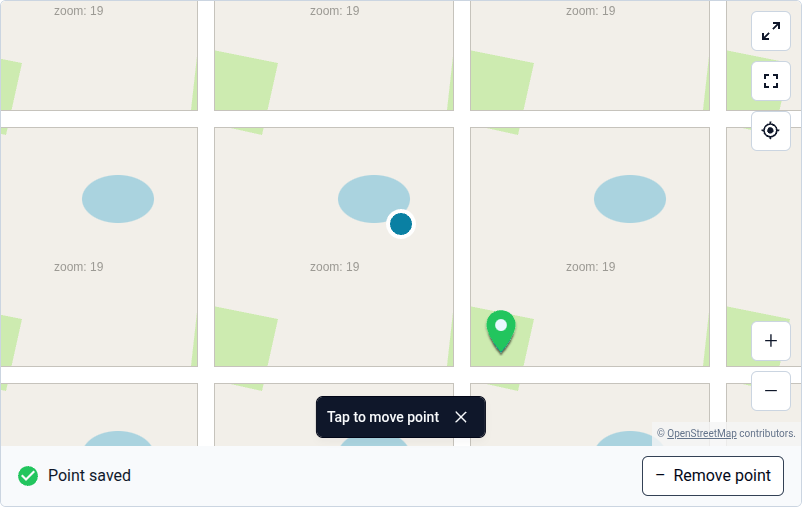 zoom: 19
zoom: 19
zoom: 19
zoom: 19
zoom: 19
zoom: 19
+
−
Tap to move point ×
© OpenStreetMap contributors.
Point saved
− Remove point